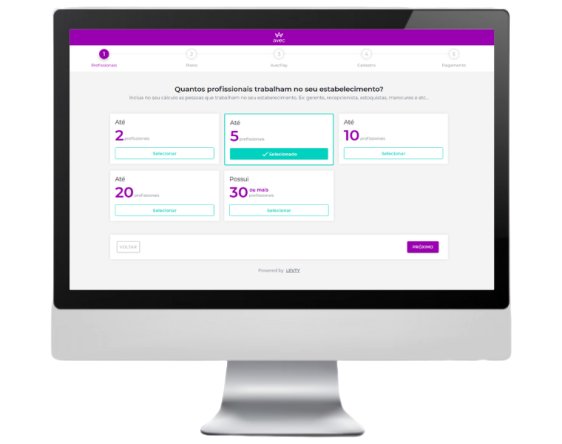 avec
1 2 3 4 5
Profissionais Plano AutoPay Cadastro Pagamento
Quantos profissionais trabalham no seu estabelecimento?
Inclua no seu cálculo as pessoas que trabalham no seu estabelecimento. Ex: gerente, recepcionista, estoquistas, manicures e etc...
Até
2 profissionais
Selecionar
Até
5 profissionais
✓ Selecionado
Até
10 profissionais
Selecionar
Até
20 profissionais
Selecionar
Possui
30 ou mais profissionais
Selecionar
VOLTAR
PRÓXIMO
Powered by LEVTY